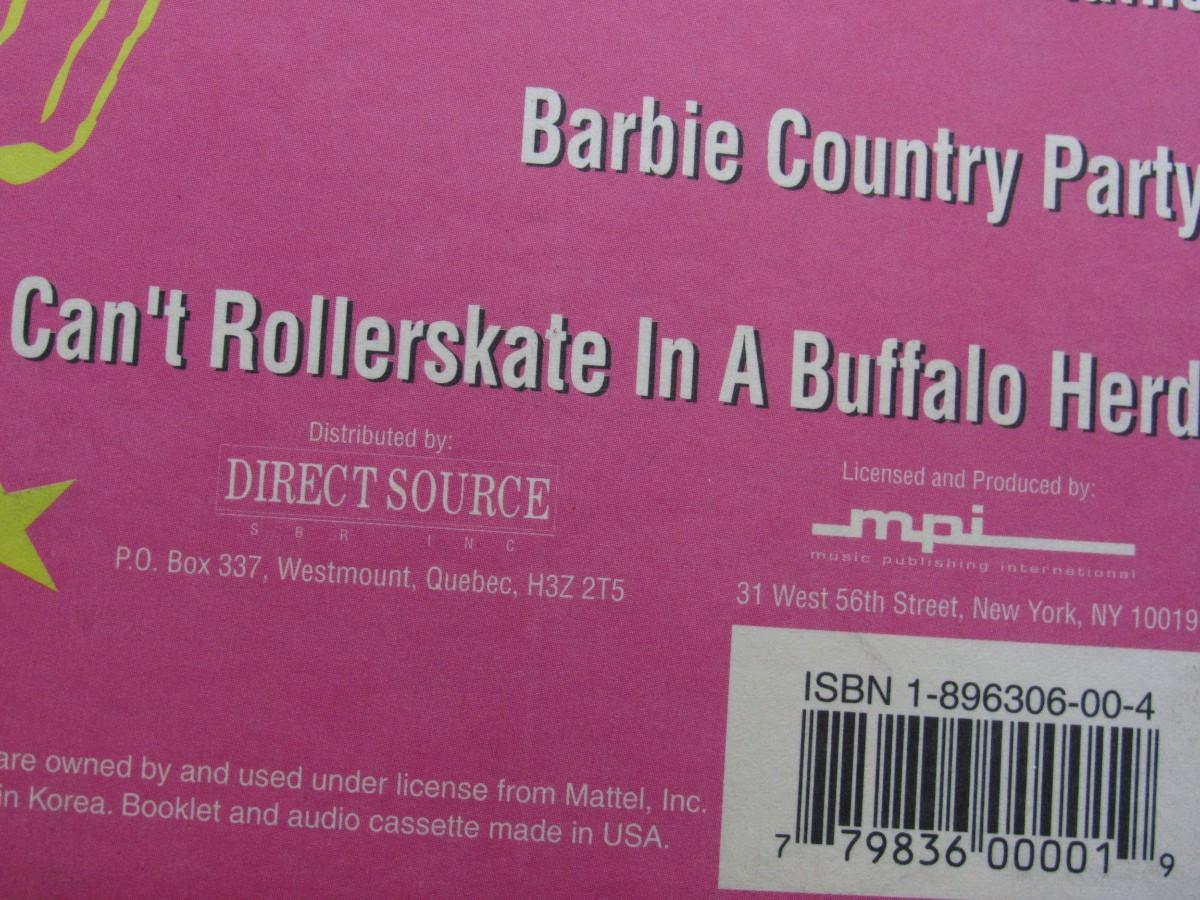 Barbie Country Party
Can't Rollerskate In A Buffalo Herd
Distributed by:
DIRECT SOURCE
SBR INC
P.O. Box 337, Westmount, Quebec, H3Z 2T5
Licensed and Produced by:
mpi
music publishing international
31 West 56th Street, New York, NY 10019
ISBN 1-896306-00-4
7 79836 00001 9
are owned by and used under license from Mattel, Inc.
in Korea. Booklet and audio cassette made in USA.